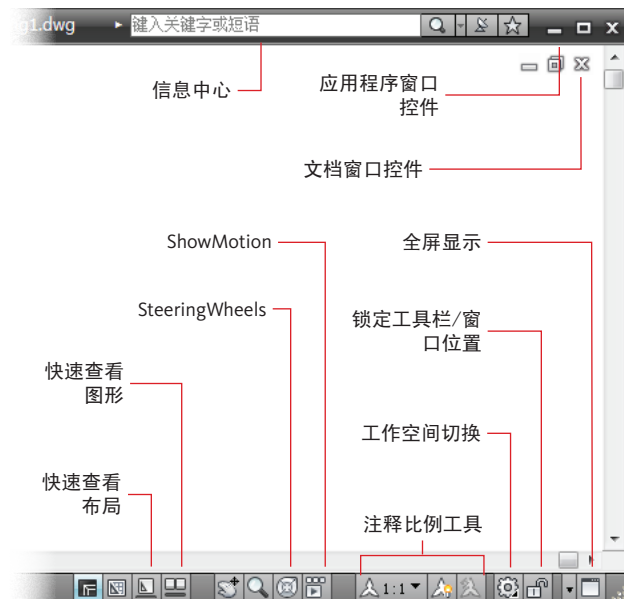 g1.dwg
键入关键字或短语
信息中心
应用程序窗口
控件
文档窗口控件
ShowMotion
全屏显示
SteeringWheels
锁定工具栏/窗
口位置
快速查看
图形
工作空间切换
快速查看
布局
注释比例工具
1:1